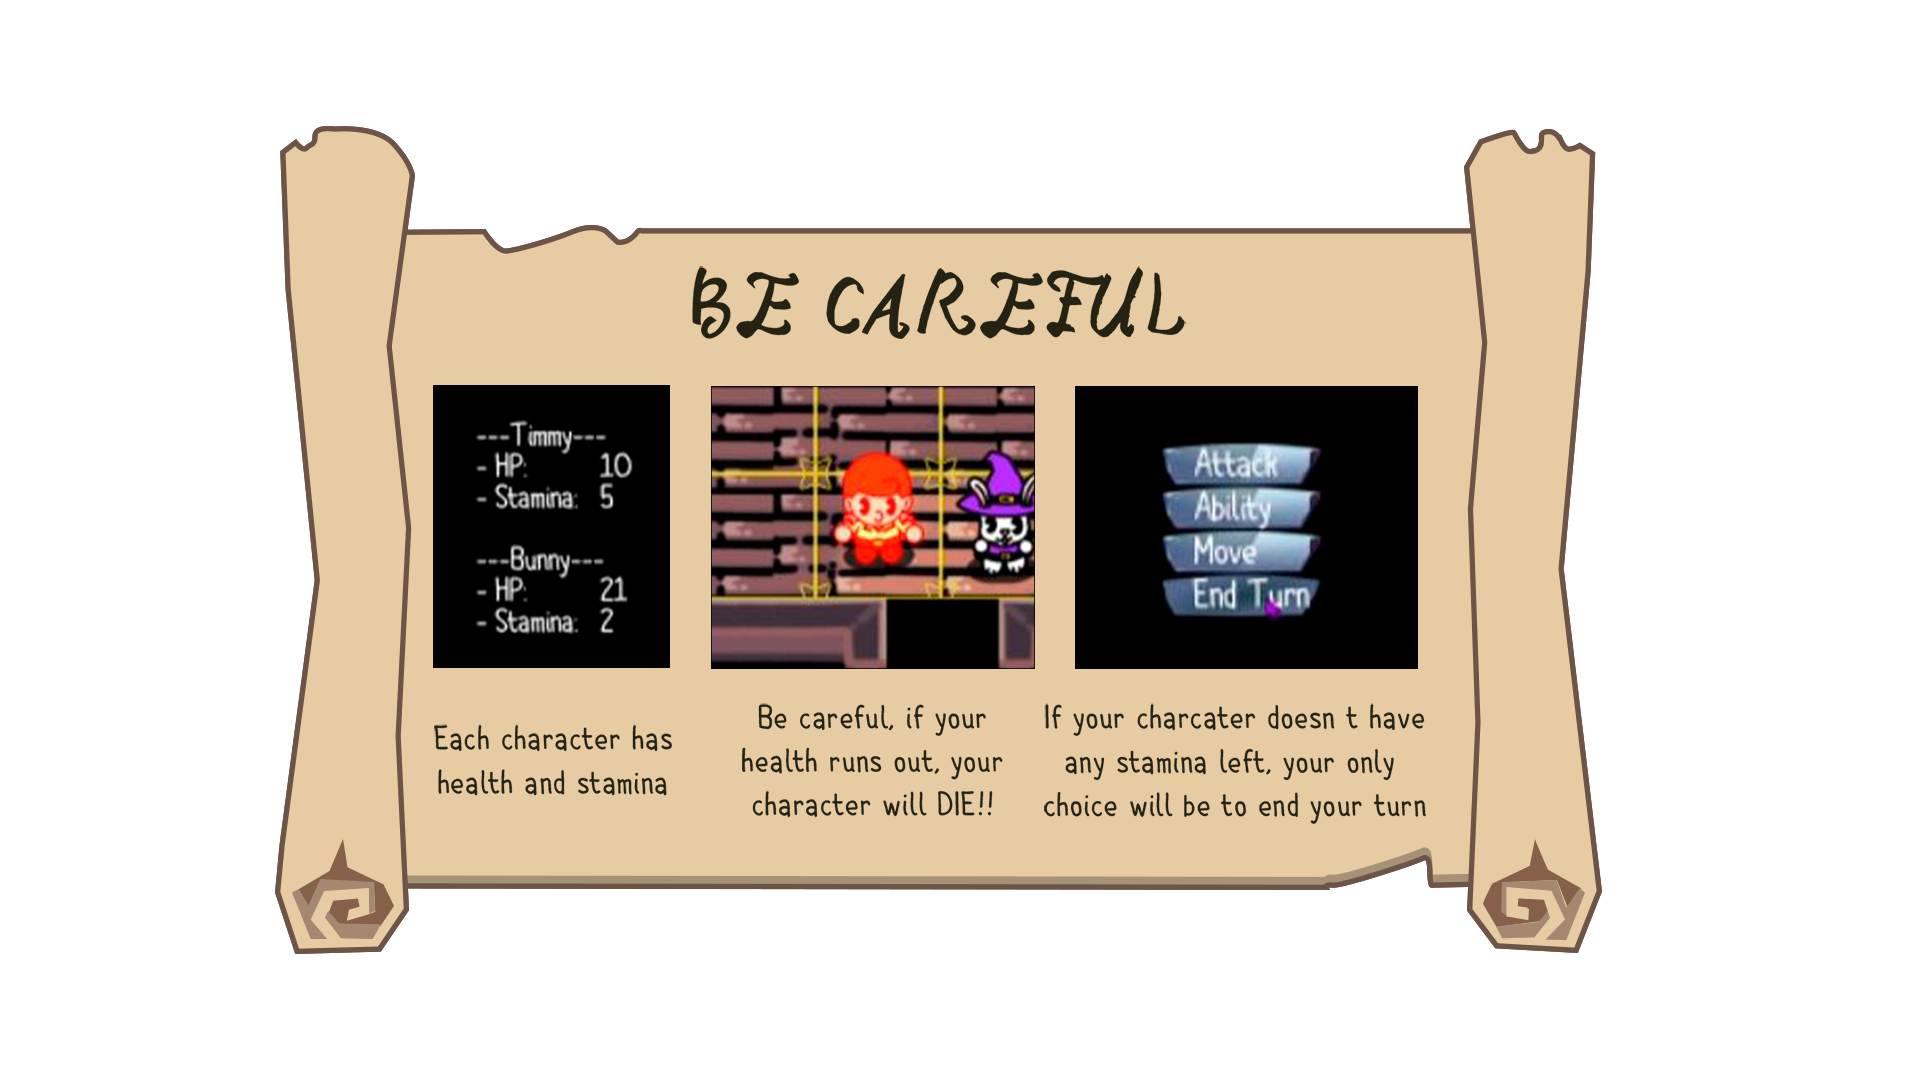 BE CAREFUL
---Timmy---
- HP: 10
- Stamina: 5
---Bunny---
- HP: 21
- Stamina: 2
Attack
Ability
Move
End Turn
Each character has
health and stamina
Be careful, if your
health runs out, your
character will DIE!!
If your charcater doesn t have
any stamina left, your only
choice will be to end your turn